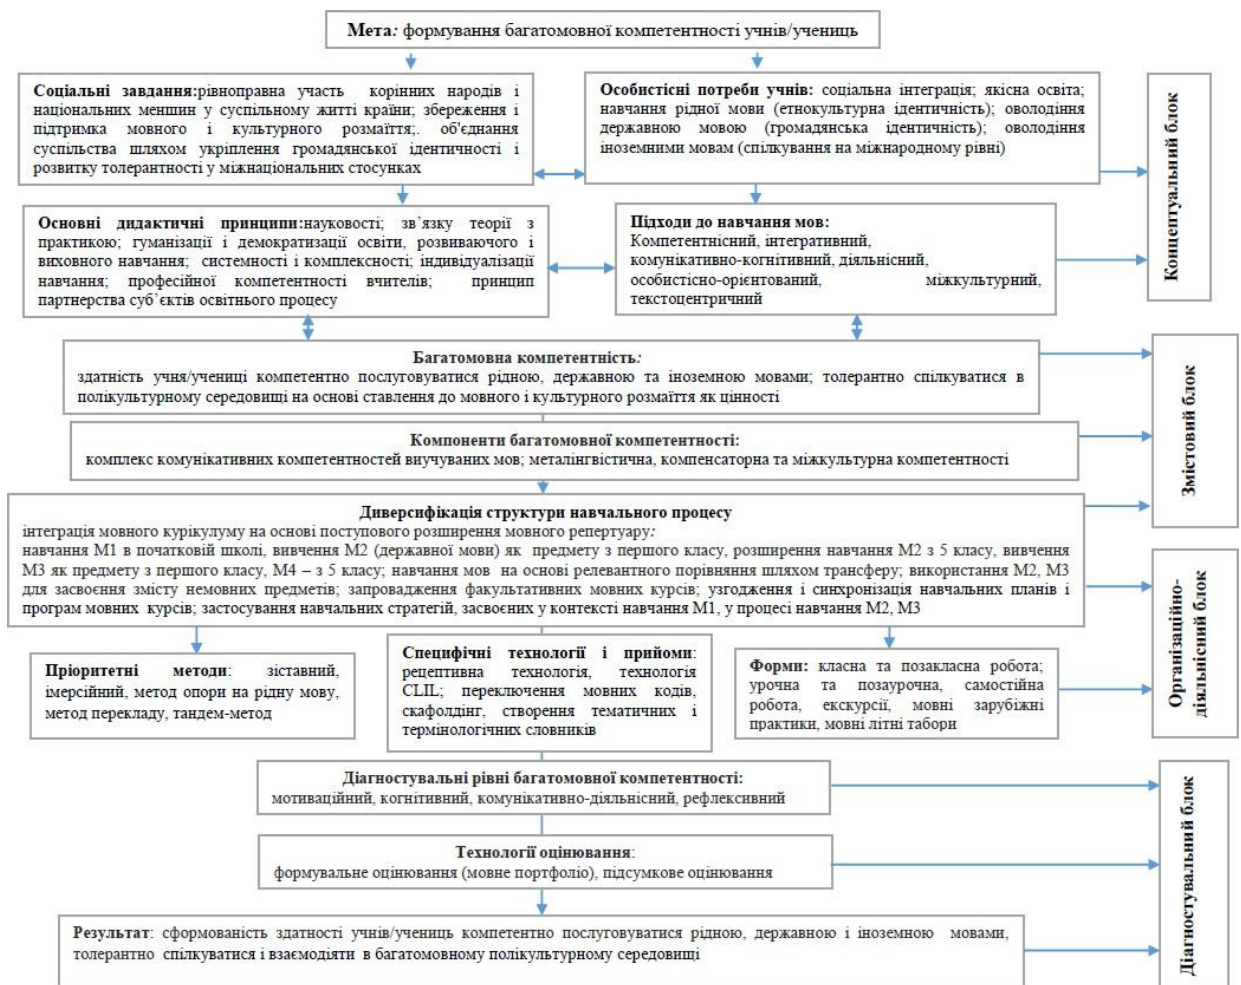 Мета: формування багатомовної компетентності учнів/учениць
Соціальні завдання:рівноправна участь корінних народів і
національних меншин у суспільному житті країни; збереження і
підтримка мовного і культурного розмаїття;. об'єднання
суспільства шляхом укріплення громадянської ідентичності і
розвитку толерантності у міжнаціональних стосунках
Особистісні потреби учнів: соціальна інтеграція; якісна освіта;
навчання рідної мови (етнокультурна ідентичність); оволодіння
державною мовою (громадянська ідентичність); оволодіння
іноземними мовам (спілкування на міжнародному рівні)
Концептуальний блок
Основні дидактичні принципи:науковості; зв’язку теорії з
практикою; гуманізації і демократизації освіти, розвиваючого і
виховного навчання; системності і комплексності; індивідуалізації
навчання; професійної компетентності вчителів; принцип
партнерства суб’єктів освітнього процесу
Підходи до навчання мов:
Компетентнісний, інтегративний,
комунікативно-когнітивний, діяльнісний,
особистісно-орієнтований, міжкультурний,
текстоцентричний
Багатомовна компетентність:
здатність учня/учениці компетентно послуговуватися рідною, державною та іноземною мовами; толерантно спілкуватися в
полікультурному середовищі на основі ставлення до мовного і культурного розмаїття як цінності
Змістовий блок
Компоненти багатомовної компетентності:
комплекс комунікативних компетентностей виучуваних мов; металінгвістична, компенсаторна та міжкультурна компетентності
Диверсифікація структури навчального процесу
інтеграція мовного курікулуму на основі поступового розширення мовного репертуару:
навчання М1 в початковій школі, вивчення М2 (державної мови) як предмету з першого класу, розширення навчання М2 з 5 класу, вивчення
М3 як предмету з першого класу, М4 – з 5 класу; навчання мов на основі релевантного порівняння шляхом трансферу; використання М2, М3
для засвоєння змісту немовних предметів; запровадження факультативних мовних курсів; узгодження і синхронізація навчальних планів і
програм мовних курсів; застосування навчальних стратегій, засвоєних у контексті навчання М1, у процесі навчання М2, М3
Організаційно-
діяльнісний блок
Пріоритетні методи: зіставний,
імерсійний, метод опори на рідну мову,
метод перекладу, тандем-метод
Специфічні технології і прийоми:
рецептивна технологія, технологія
CLIL; переключення мовних кодів,
скафолдінг, створення тематичних і
термінологічних словників
Форми: класна та позакласна робота;
урочна та позаурочна, самостійна
робота, екскурсії, мовні зарубіжні
практики, мовні літні табори
Діагностувальні рівні багатомовної компетентності:
мотиваційний, когнітивний, комунікативно-діяльнісний, рефлексивний
Діагностувальний блок
Технології оцінювання:
формувальне оцінювання (мовне портфоліо), підсумкове оцінювання
Результат: сформованість здатності учнів/учениць компетентно послуговуватися рідною, державною і іноземною мовами,
толерантно спілкуватися і взаємодіяти в багатомовному полікультурному середовищі